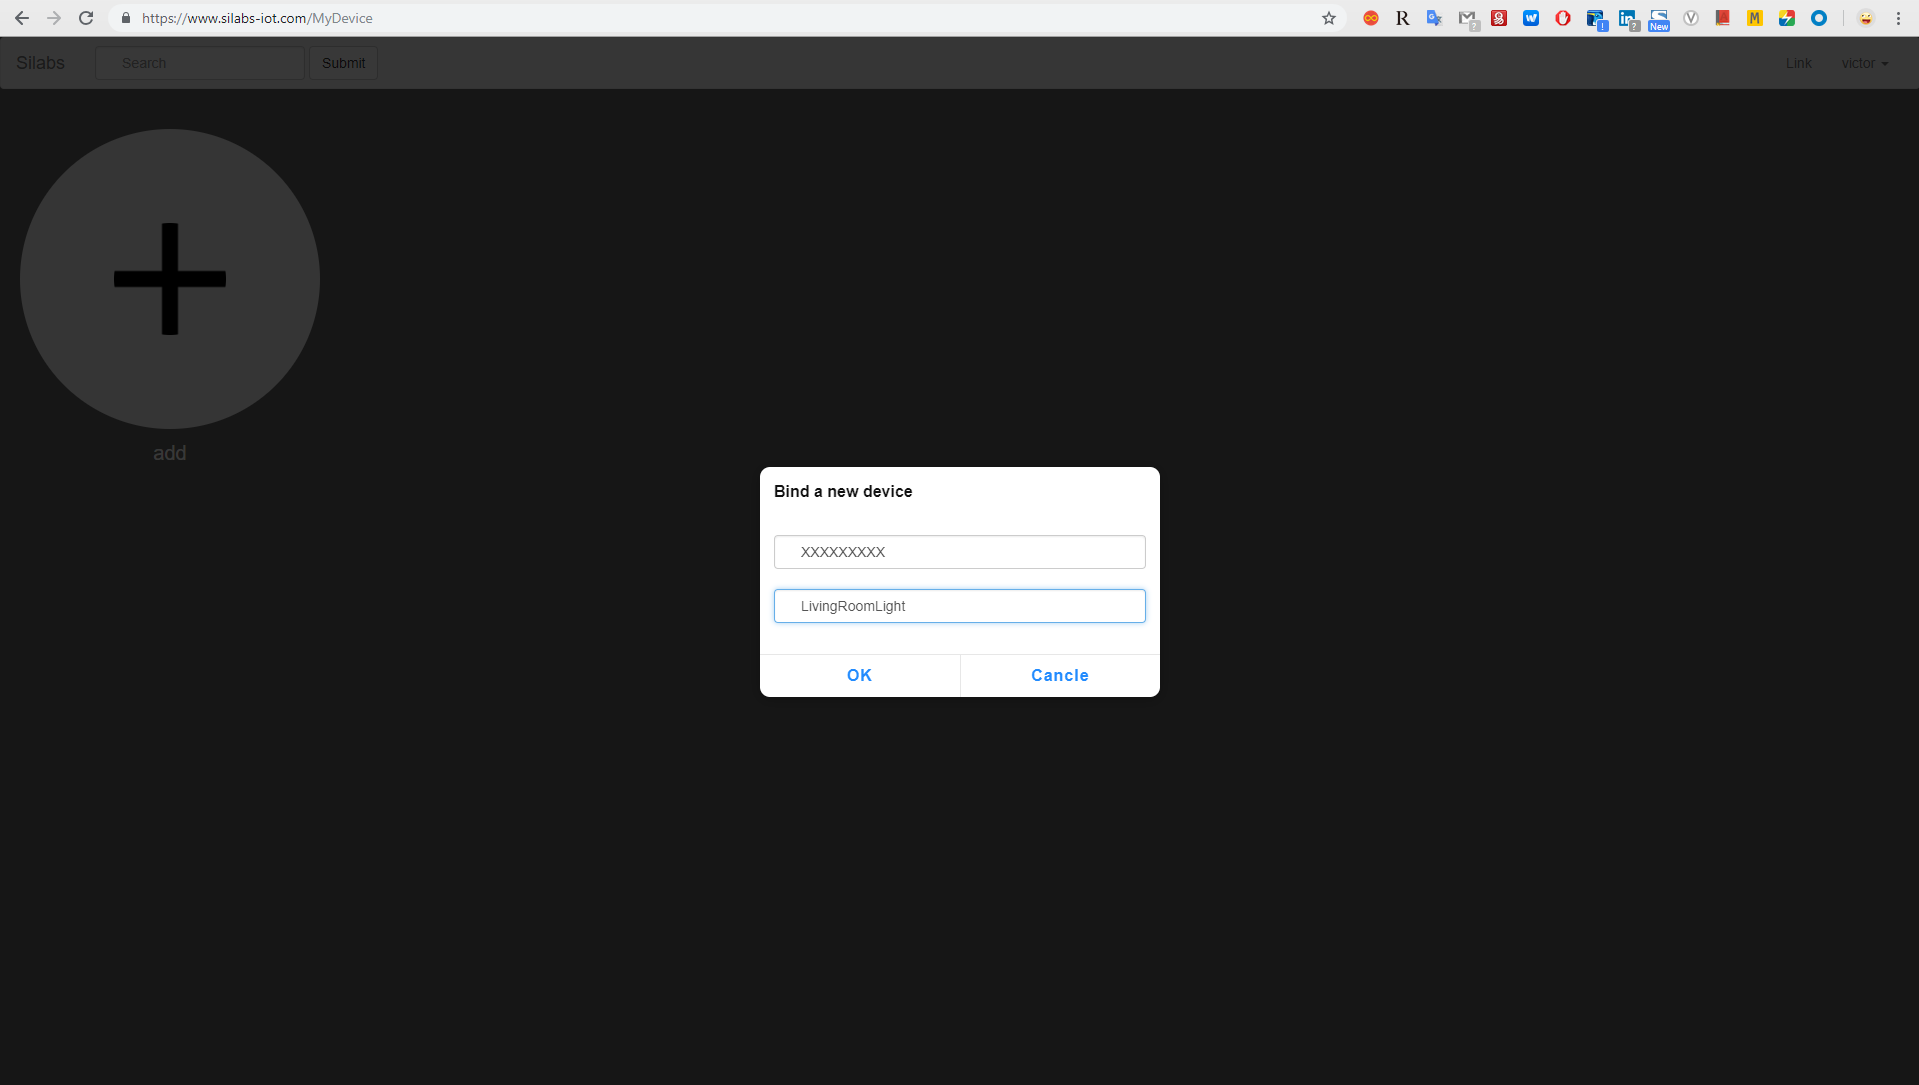 https://www.silabs-iot.com/MyDevice
R
New
M
Silabs Search Submit Link victor
add
Bind a new device
XXXXXXXXX
LivingRoomLight
OK Cancle